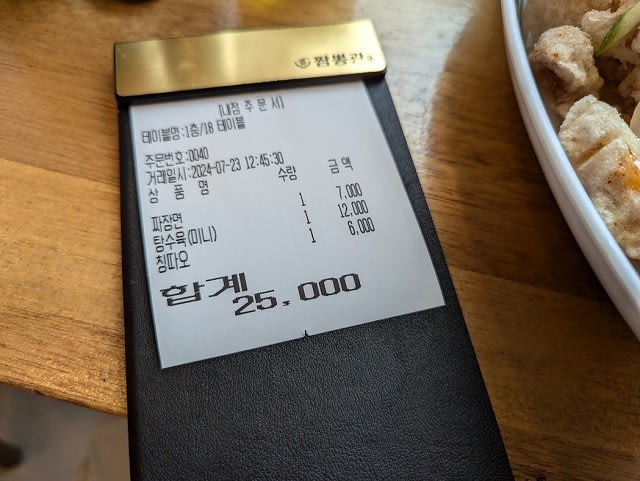 짬뽕관
[내점 주문서]
테이블명:1층/18 테이블
주문번호:0040
거래일시:2024-07-23 12:45:30
상 품 명 수량 금액
짜장면 1 7,000
탕수육(미니) 1 12,000
칭따오 1 6,000
합계 25,000